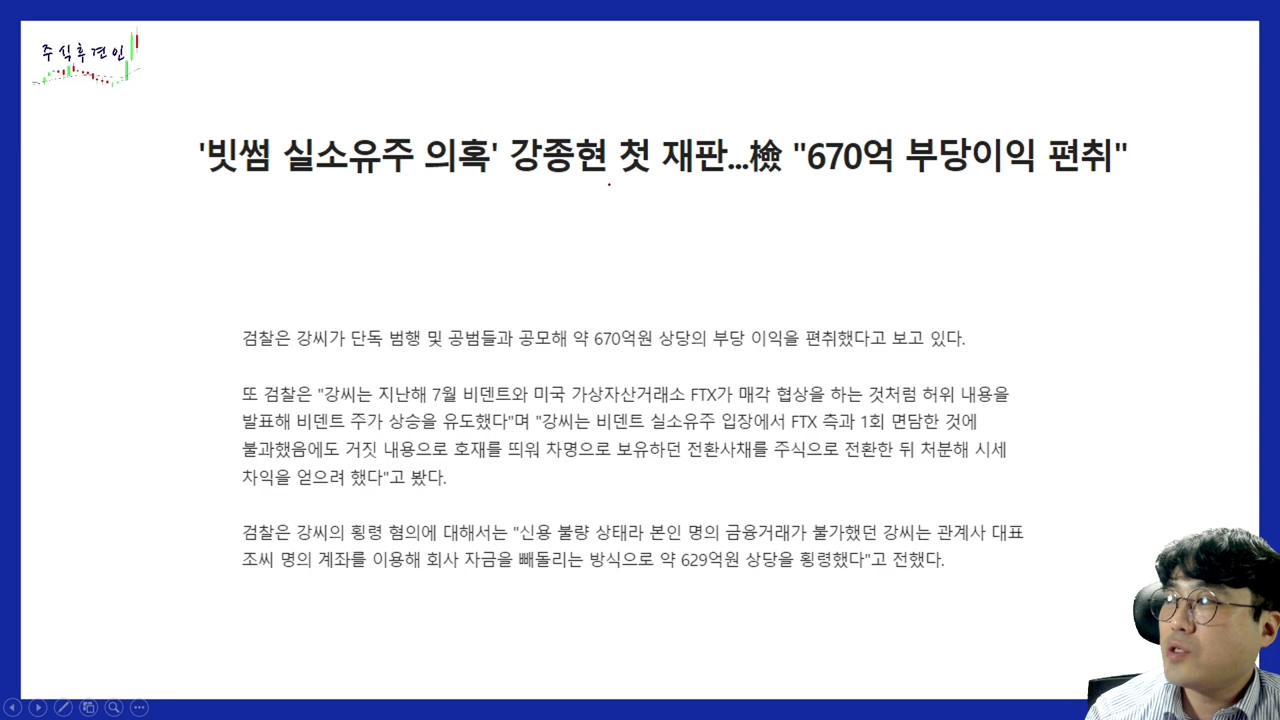 주식후견인
'빗썸 실소유주 의혹' 강종현 첫 재판...檢 "670억 부당이익 편취"
검찰은 강씨가 단독 범행 및 공범들과 공모해 약 670억원 상당의 부당 이익을 편취했다고 보고 있다.
또 검찰은 "강씨는 지난해 7월 비덴트와 미국 가상자산거래소 FTX가 매각 협상을 하는 것처럼 허위 내용을
발표해 비덴트 주가 상승을 유도했다"며 "강씨는 비덴트 실소유주 입장에서 FTX 측과 1회 면담한 것에
불과했음에도 거짓 내용으로 호재를 띄워 차명으로 보유하던 전환사채를 주식으로 전환한 뒤 처분해 시세
차익을 얻으려 했다"고 봤다.
검찰은 강씨의 횡령 혐의에 대해서는 "신용 불량 상태라 본인 명의 금융거래가 불가했던 강씨는 관계사 대표
조씨 명의 계좌를 이용해 회사 자금을 빼돌리는 방식으로 약 629억원 상당을 횡령했다"고 전했다.